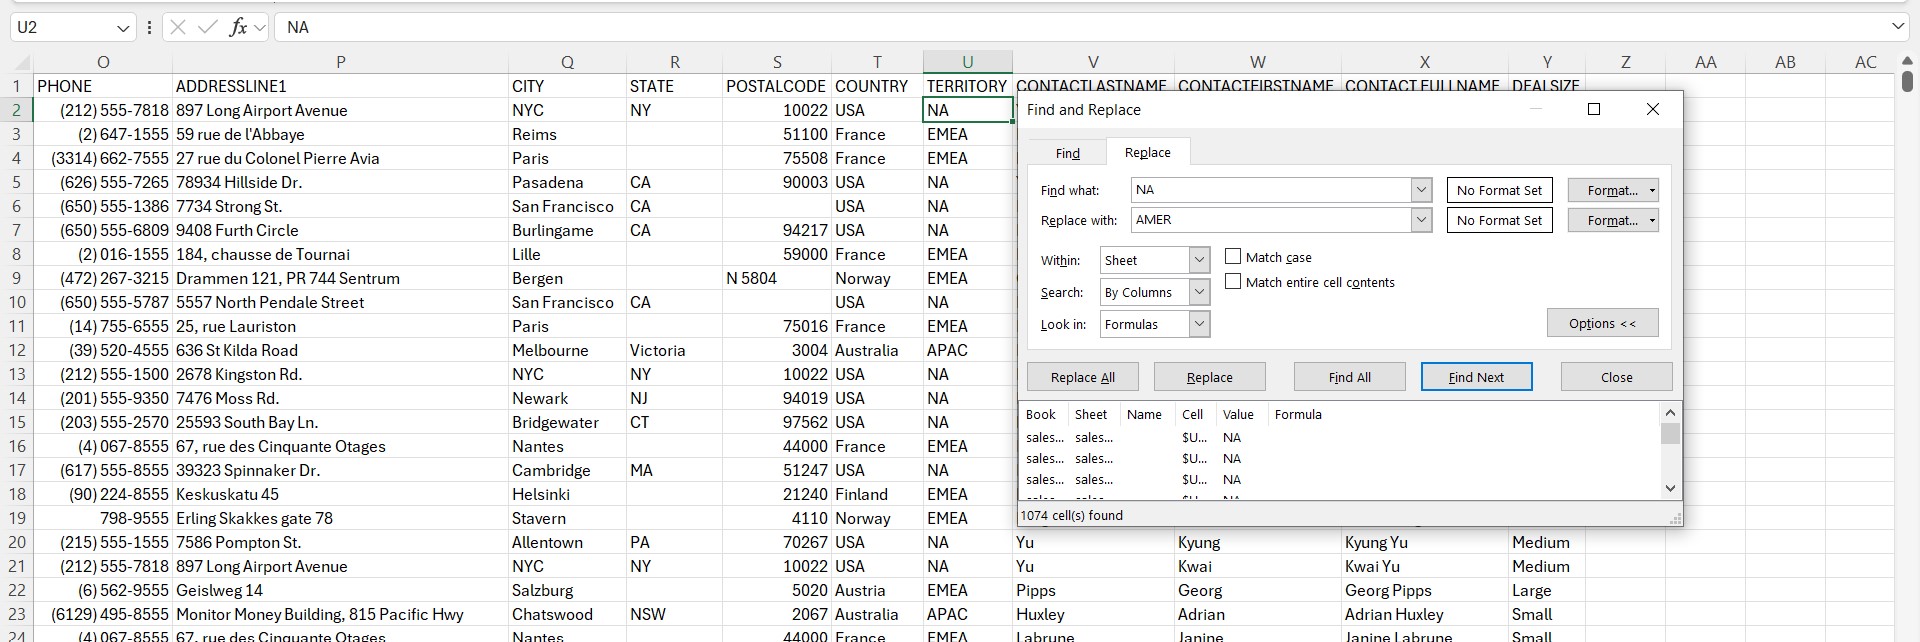 U2 fx NA
O P Q R S T U V W X Y Z AA AB AC
1 PHONE ADDRESSLINE1 CITY STATE POSTALCODE COUNTRY TERRITORY CONTACTLASTNAME CONTACTFIRSTNAME CONTACT FULLNAME DEALSIZE
2 (212) 555-7818 897 Long Airport Avenue NYC NY 10022 USA NA
3 (2) 647-1555 59 rue de l'Abbaye Reims 51100 France EMEA
4 (3314) 662-7555 27 rue du Colonel Pierre Avia Paris 75508 France EMEA
5 (626) 555-7265 78934 Hillside Dr. Pasadena CA 90003 USA NA
6 (650) 555-1386 7734 Strong St. San Francisco CA USA NA
7 (650) 555-6809 9408 Furth Circle Burlingame CA 94217 USA NA
8 (2) 016-1555 184, chausse de Tournai Lille 59000 France EMEA
9 (472) 267-3215 Drammen 121, PR 744 Sentrum Bergen N 5804 Norway EMEA
10 (650) 555-5787 5557 North Pendale Street San Francisco CA USA NA
11 (14) 755-6555 25, rue Lauriston Paris 75016 France EMEA
12 (39) 520-4555 636 St Kilda Road Melbourne Victoria 3004 Australia APAC
13 (212) 555-1500 2678 Kingston Rd. NYC NY 10022 USA NA
14 (201) 555-9350 7476 Moss Rd. Newark NJ 94019 USA NA
15 (203) 555-2570 25593 South Bay Ln. Bridgewater CT 97562 USA NA
16 (4) 067-8555 67, rue des Cinquante Otages Nantes 44000 France EMEA
17 (617) 555-8555 39323 Spinnaker Dr. Cambridge MA 51247 USA NA
18 (90) 224-8555 Keskuskatu 45 Helsinki 21240 Finland EMEA
19 798-9555 Erling Skakkes gate 78 Stavern 4110 Norway EMEA
20 (215) 555-1555 7586 Pompton St. Allentown PA 70267 USA NA Yu Kyung Kyung Yu Medium
21 (212) 555-7818 897 Long Airport Avenue NYC NY 10022 USA NA Yu Kwai Kwai Yu Medium
22 (6) 562-9555 Geislweg 14 Salzburg 5020 Austria EMEA Pipps Georg Georg Pipps Large
23 (6129) 495-8555 Monitor Money Building, 815 Pacific Hwy Chatswood NSW 2067 Australia APAC Huxley Adrian Adrian Huxley Small
24 (4) 067-8555 67, rue des Cinquante Otages Nantes 44000 France EMEA Labrune Janine Janine Labrune Small
Find and Replace
Find Replace
Find what: NA No Format Set Format...
Replace with: AMER No Format Set Format...
Within: Sheet Match case
Match entire cell contents
Search: By Columns
Look in: Formulas Options <<
Replace All Replace Find All Find Next Close
Book Sheet Name Cell Value Formula
sales... sales... $U... NA
sales... sales... $U... NA
sales... sales... $U... NA
sales... sales... $U... NA
1074 cell(s) found